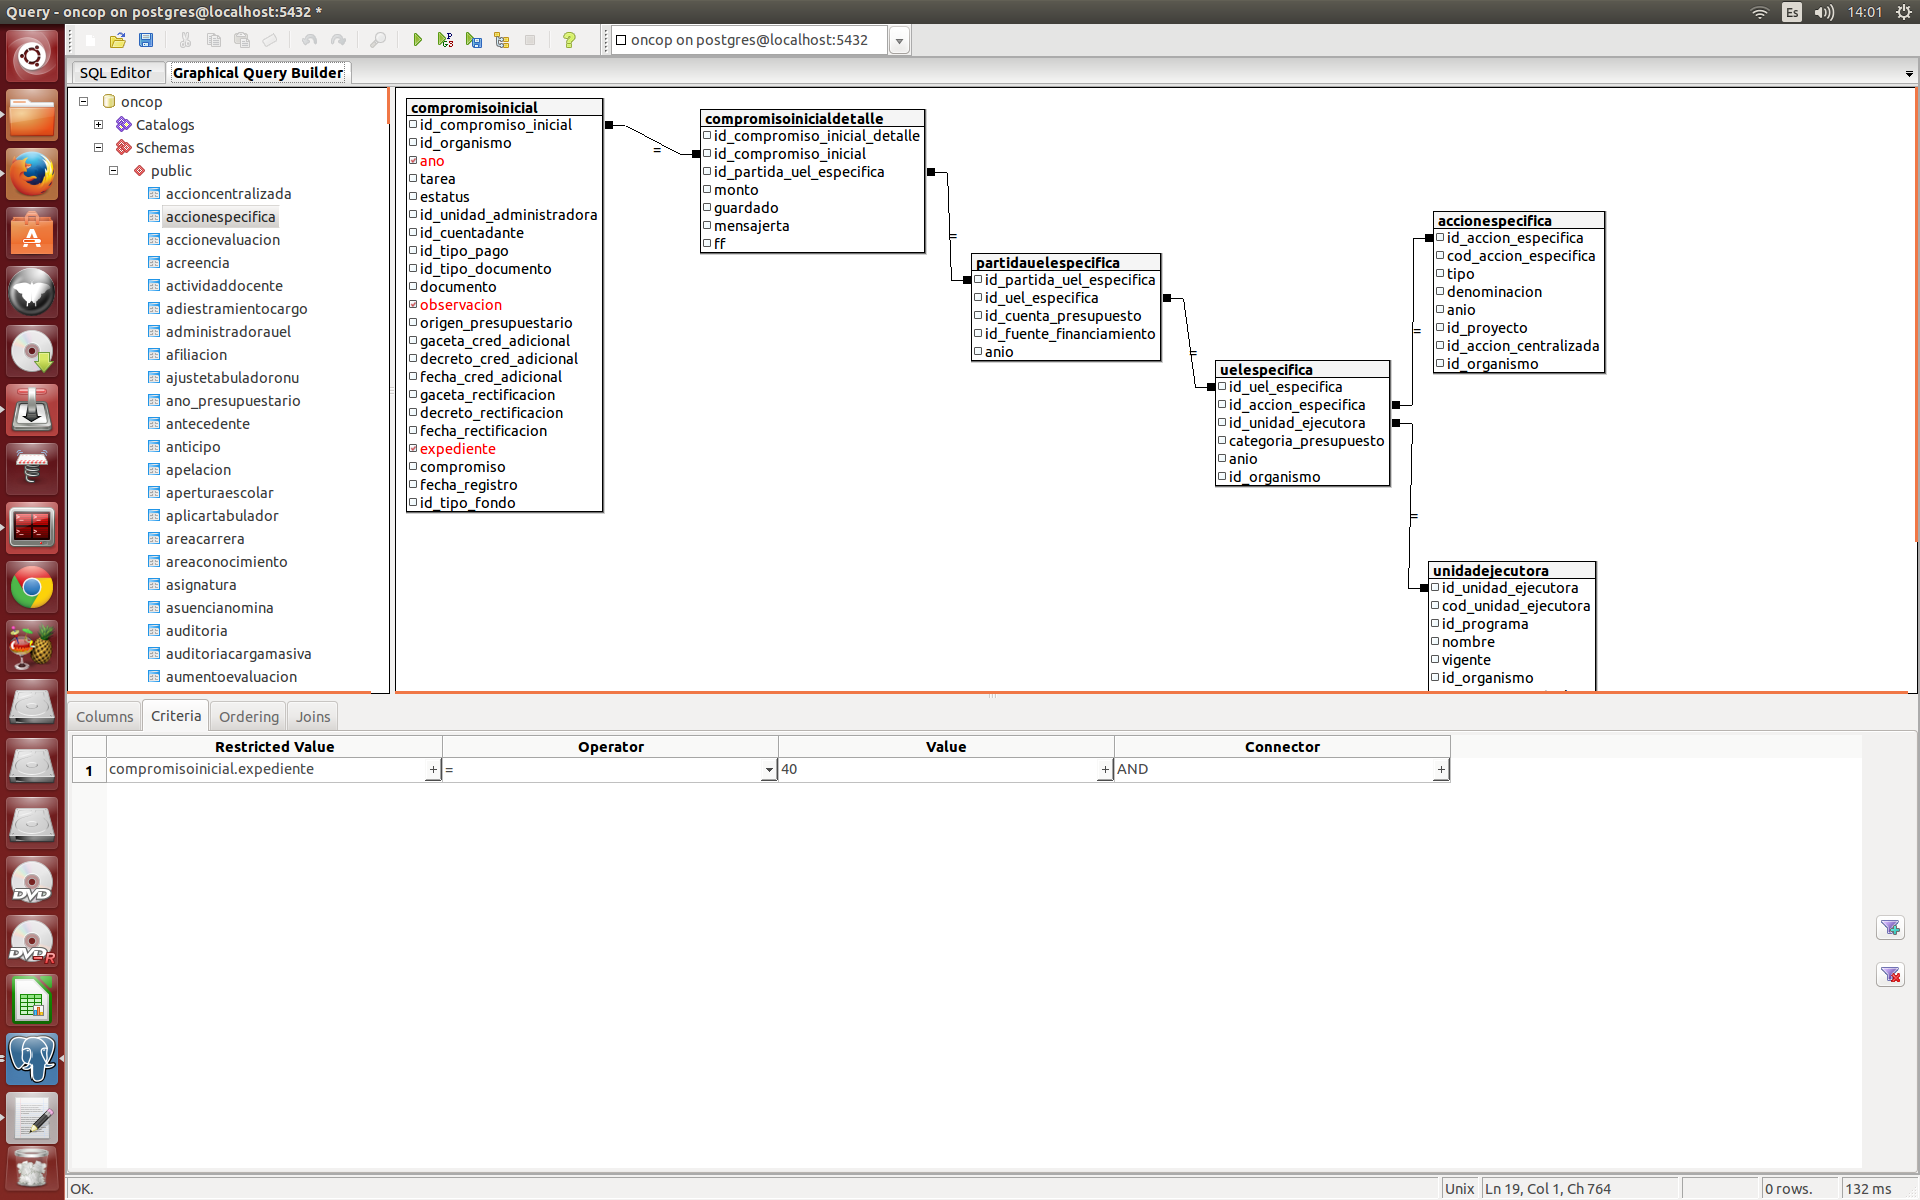 Query - oncop on postgres@localhost:5432 *
Es
14:01
oncop on postgres@localhost:5432
SQL Editor
Graphical Query Builder
oncop
Catalogs
Schemas
public
accioncentralizada
accionespecifica
accionevaluacion
acreencia
actividaddocente
adiestramientocargo
administradorauel
afiliacion
ajustetabuladoronu
ano_presupuestario
antecedente
anticipo
apelacion
aperturaescolar
aplicartabulador
areacarrera
areaconocimiento
asignatura
asuencianomina
auditoria
auditoriacargamasiva
aumentoevaluacion
compromisoinicial
id_compromiso_inicial
id_organismo
ano
tarea
estatus
id_unidad_administradora
id_cuentadante
id_tipo_pago
id_tipo_documento
documento
observacion
origen_presupuestario
gaceta_cred_adicional
decreto_cred_adicional
fecha_cred_adicional
gaceta_rectificacion
decreto_rectificacion
fecha_rectificacion
expediente
compromiso
fecha_registro
id_tipo_fondo
=
compromisoinicialdetalle
id_compromiso_inicial_detalle
id_compromiso_inicial
id_partida_uel_especifica
monto
guardado
mensajerta
ff
=
partidauelespecifica
id_partida_uel_especifica
id_uel_especifica
id_cuenta_presupuesto
id_fuente_financiamiento
anio
=
uelespecifica
id_uel_especifica
id_accion_especifica
id_unidad_ejecutora
categoria_presupuesto
anio
id_organismo
=
accionespecifica
id_accion_especifica
cod_accion_especifica
tipo
denominacion
anio
id_proyecto
id_accion_centralizada
id_organismo
=
unidadejecutora
id_unidad_ejecutora
cod_unidad_ejecutora
id_programa
nombre
vigente
id_organismo
Columns
Criteria
Ordering
Joins
Restricted Value
Operator
Value
Connector
1
compromisoinicial.expediente
+
=
40
+
AND
+
DVD
DVD-R
OK.
Unix
Ln 19, Col 1, Ch 764
0 rows.
132 ms